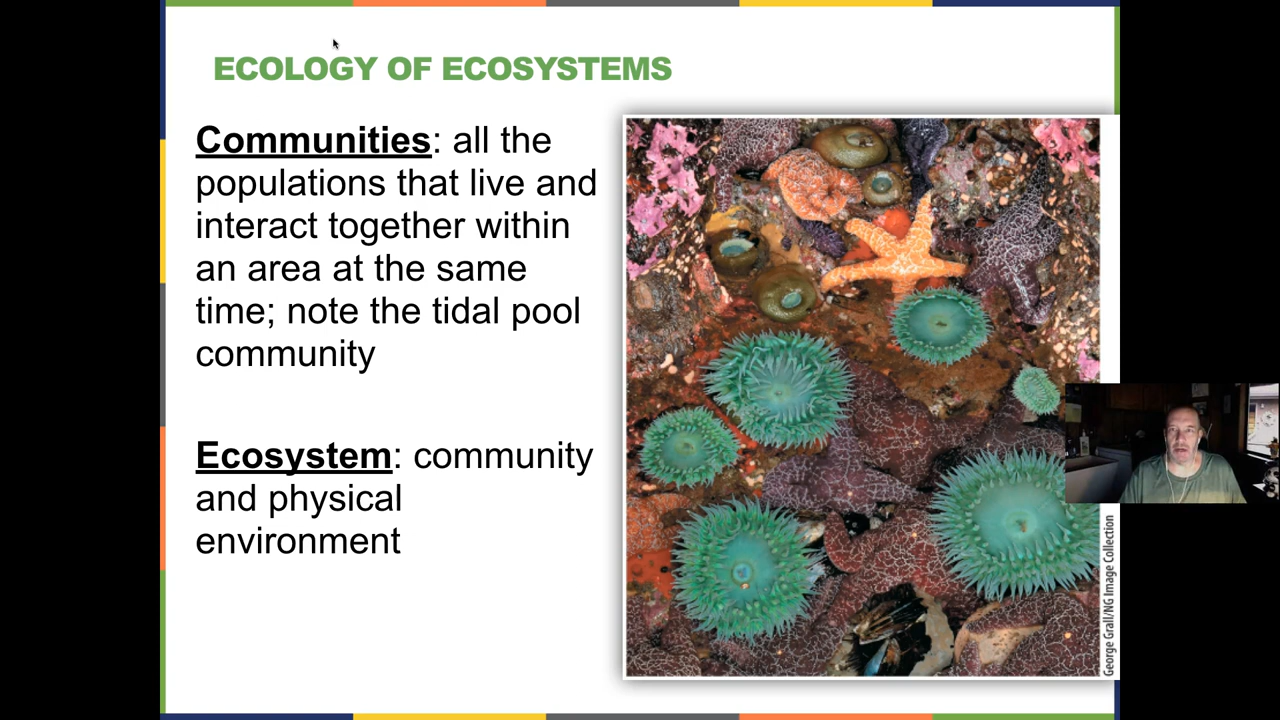 ECOLOGY OF ECOSYSTEMS
Communities: all the
populations that live and
interact together within
an area at the same
time; note the tidal pool
community
Ecosystem: community
and physical
environment
George Grall/NG Image Collection